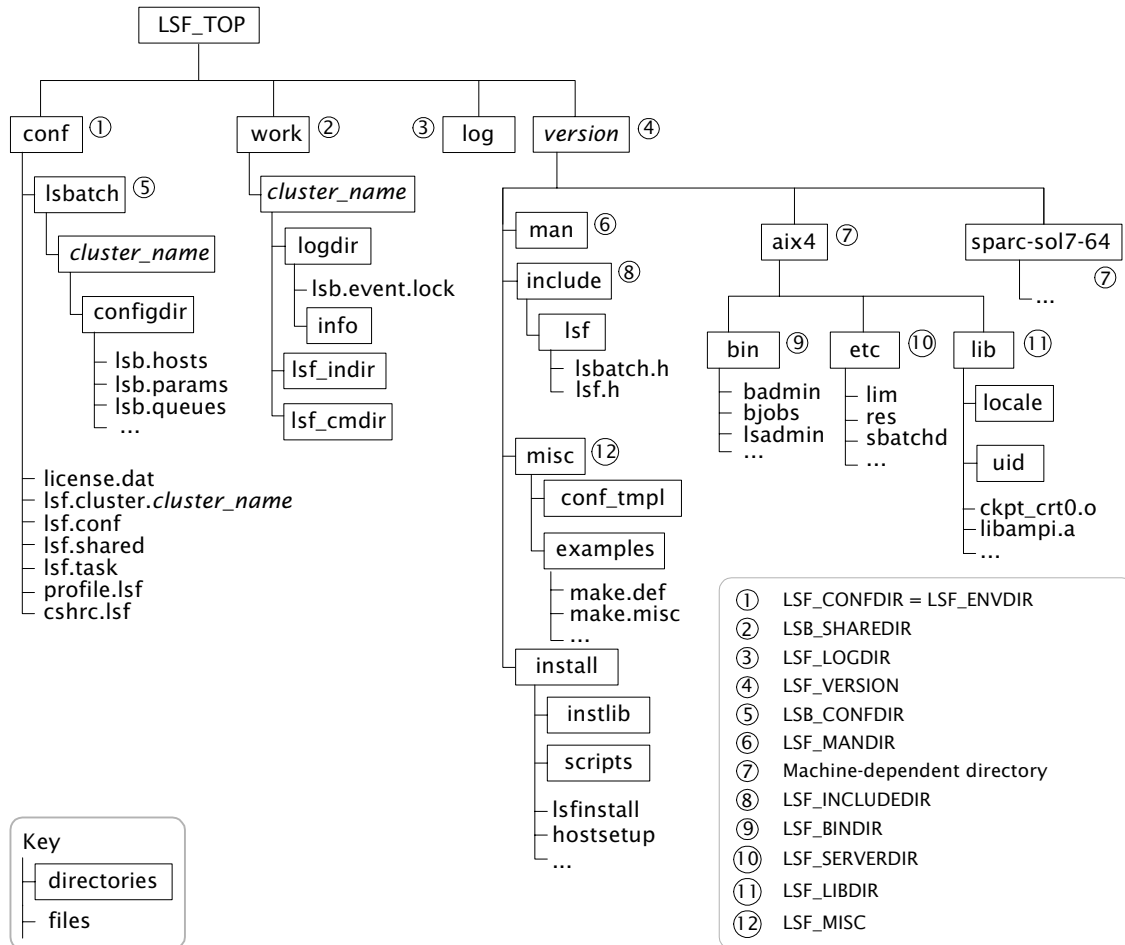 LSF_TOP
conf ① work ② ③ log version ④
lsbatch ⑤
cluster_name
configdir
lsb.hosts
lsb.params
lsb.queues
...
license.dat
lsf.cluster.cluster_name
lsf.conf
lsf.shared
lsf.task
profile.lsf
cshrc.lsf
cluster_name
logdir
lsb.event.lock
info
lsf_indir
lsf_cmdir
man ⑥
include ⑧
lsf
lsbatch.h
lsf.h
misc ⑫
conf_tmpl
examples
make.def
make.misc
...
install
instlib
scripts
lsfinstall
hostsetup
...
aix4 ⑦
bin ⑨
badmin
bjobs
lsadmin
...
etc ⑩
lim
res
sbatchd
...
lib ⑪
locale
uid
ckpt_crt0.o
libampi.a
...
sparc-sol7-64
⑦
...
① LSF_CONFDIR = LSF_ENVDIR
② LSB_SHAREDIR
③ LSF_LOGDIR
④ LSF_VERSION
⑤ LSB_CONFDIR
⑥ LSF_MANDIR
⑦ Machine-dependent directory
⑧ LSF_INCLUDEDIR
⑨ LSF_BINDIR
⑩ LSF_SERVERDIR
⑪ LSF_LIBDIR
⑫ LSF_MISC
Key
directories
files